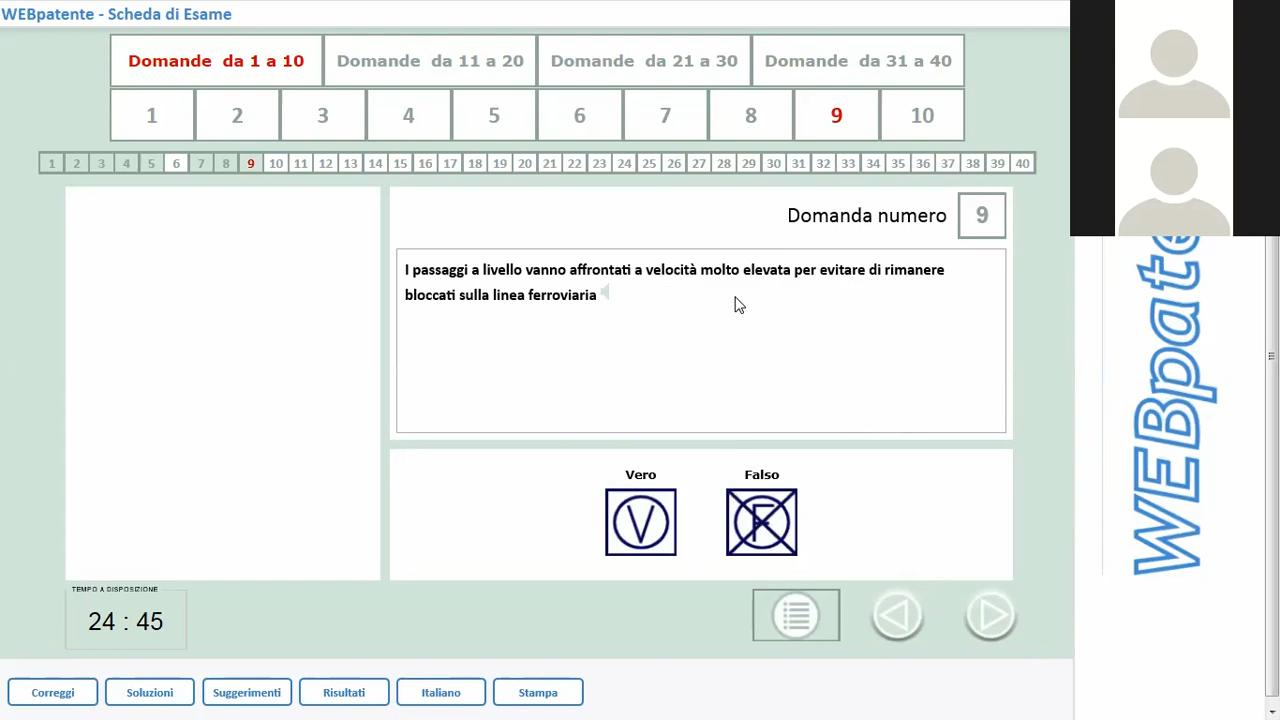 WEBpatente - Scheda di Esame
Domande da 1 a 10
Domande da 11 a 20
Domande da 21 a 30
Domande da 31 a 40
1 2 3 4 5 6 7 8 9 10
1 2 3 4 5 6 7 8 9 10 11 12 13 14 15 16 17 18 19 20 21 22 23 24 25 26 27 28 29 30 31 32 33 34 35 36 37 38 39 40
Domanda numero 9
I passaggi a livello vanno affrontati a velocità molto elevata per evitare di rimanere
bloccati sulla linea ferroviaria
Vero
Falso
V
F
TEMPO A DISPOSIZIONE
24 : 45
Correggi
Soluzioni
Suggerimenti
Risultati
Italiano
Stampa
WEBpatente